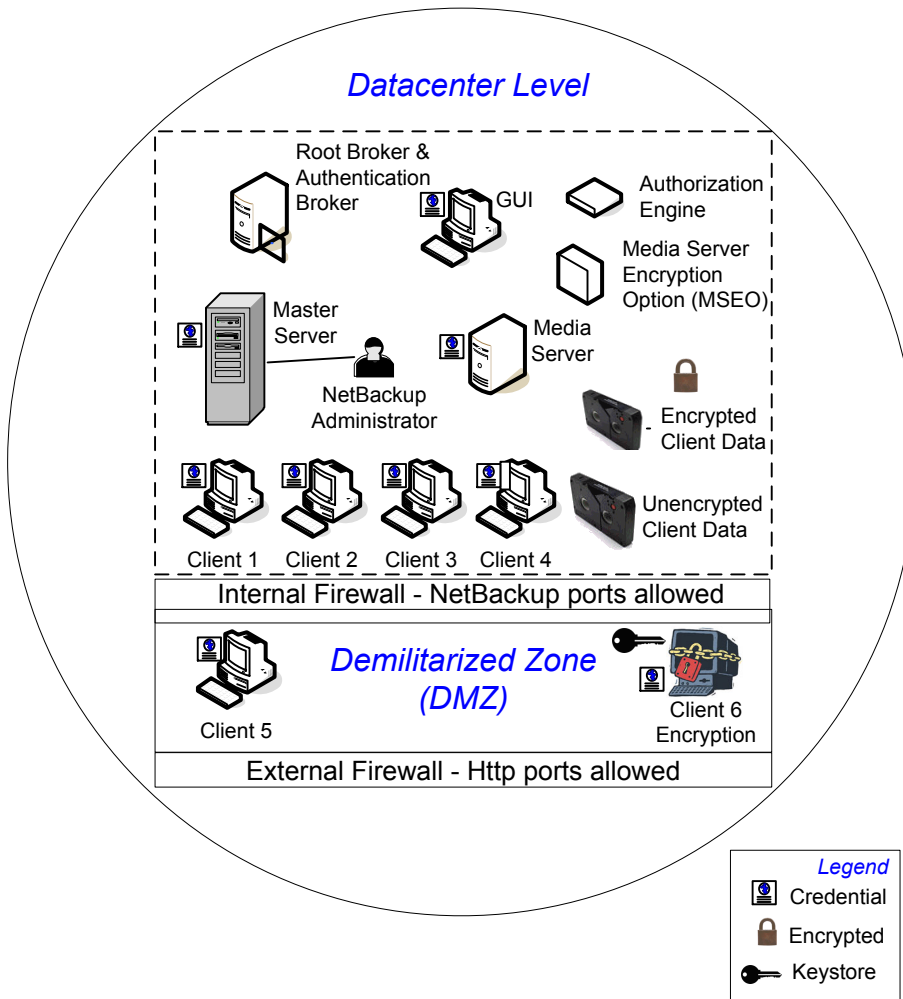 Datacenter Level
Root Broker &
Authentication
Broker
GUI
Authorization
Engine
Media Server
Encryption
Option (MSEO)
Master
Server
Media
Server
NetBackup
Administrator
Encrypted
Client Data
Unencrypted
Client Data
Client 1
Client 2
Client 3
Client 4
Internal Firewall - NetBackup ports allowed
Demilitarized Zone
(DMZ)
Client 5
Client 6
Encryption
External Firewall - Http ports allowed
Legend
Credential
Encrypted
Keystore